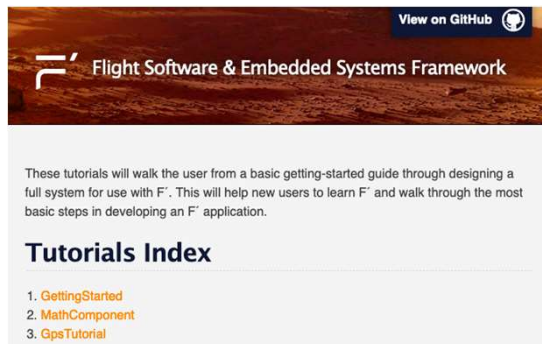 View on GitHub
F´ Flight Software & Embedded Systems Framework
These tutorials will walk the user from a basic getting-started guide through designing a
full system for use with F´. This will help new users to learn F´ and walk through the most
basic steps in developing an F´ application.
Tutorials Index
1. GettingStarted
2. MathComponent
3. GpsTutorial